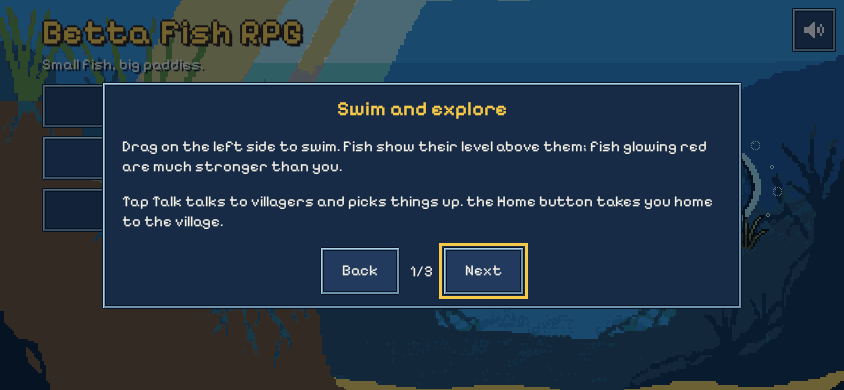 Betta Fish RPG
Small fish, big paddies.
Swim and explore
Drag on the left side to swim. Fish show their level above them; fish glowing red
are much stronger than you.
Tap Talk talks to villagers and picks things up. the Home button takes you home
to the village.
Back
1/3
Next